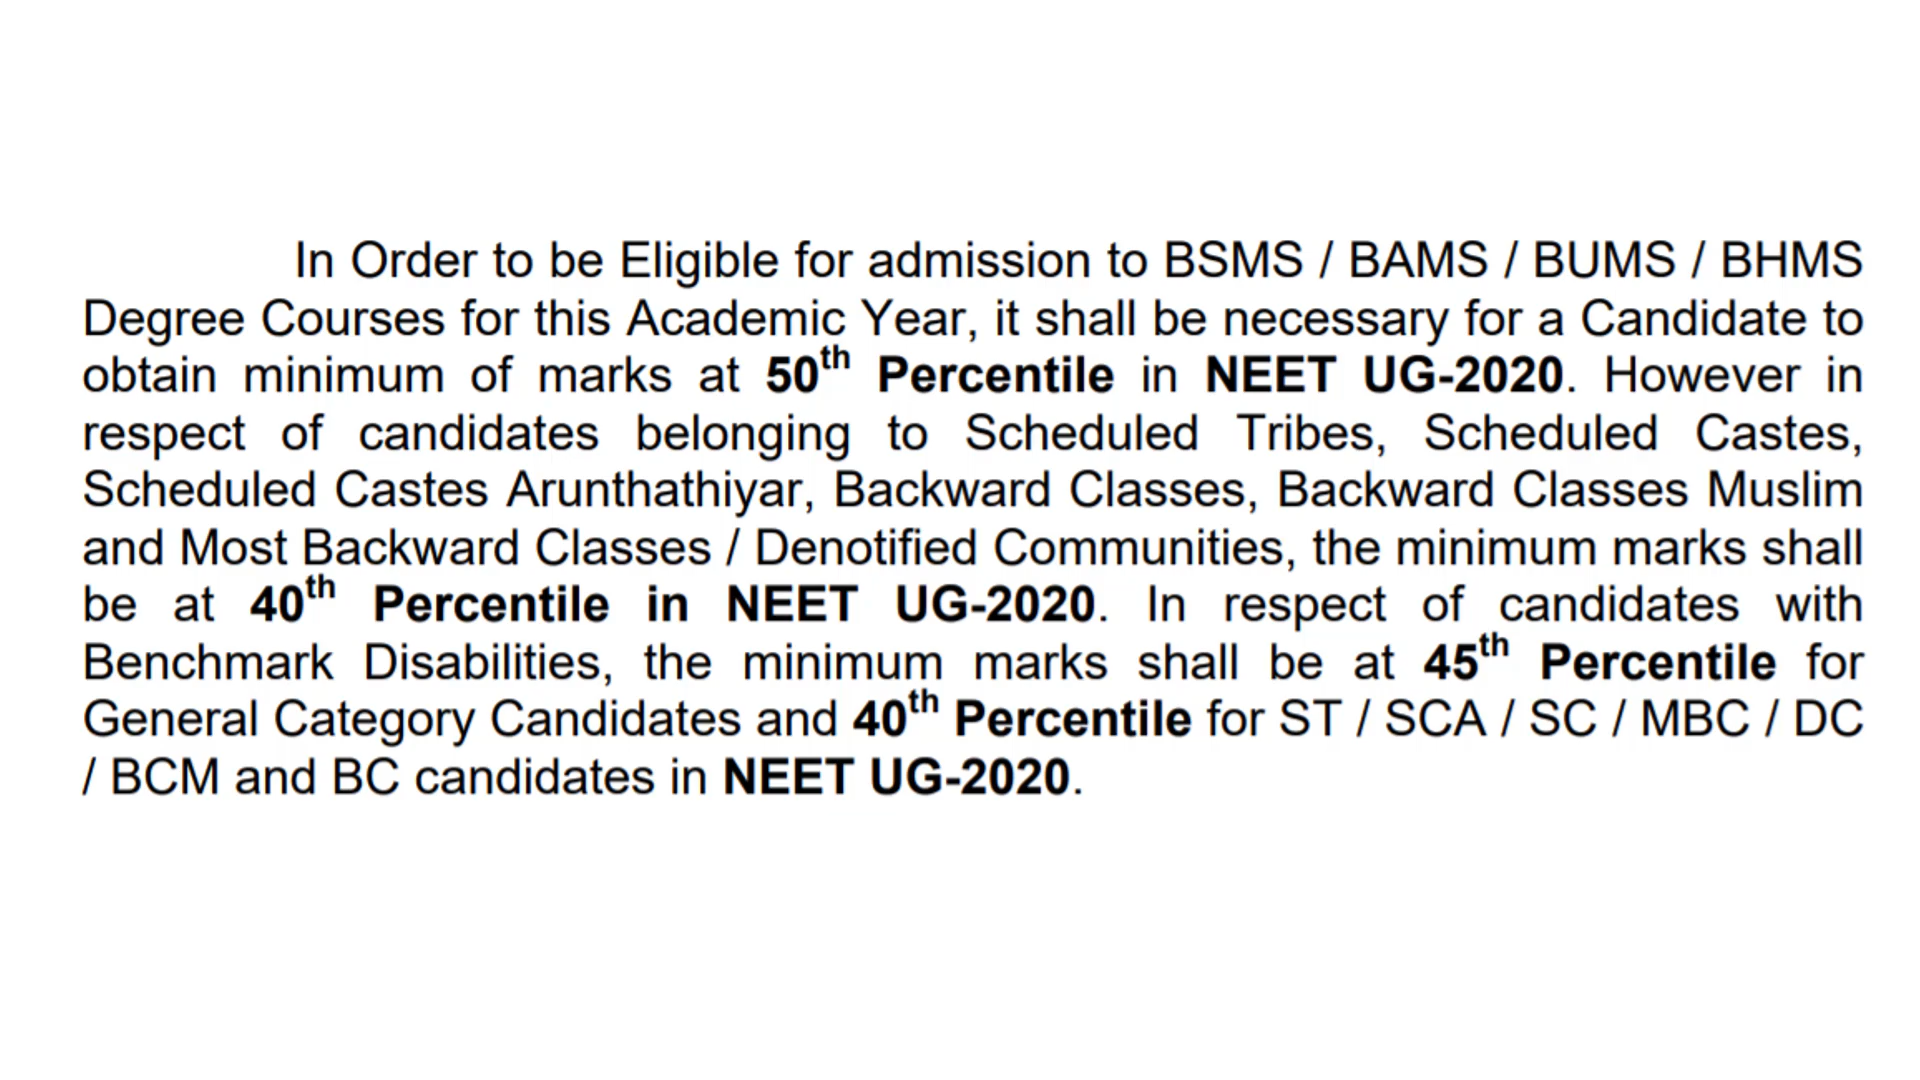 In Order to be Eligible for admission to BSMS / BAMS / BUMS / BHMS
Degree Courses for this Academic Year, it shall be necessary for a Candidate to
obtain minimum of marks at 50th Percentile in NEET UG-2020. However in
respect of candidates belonging to Scheduled Tribes, Scheduled Castes,
Scheduled Castes Arunthathiyar, Backward Classes, Backward Classes Muslim
and Most Backward Classes / Denotified Communities, the minimum marks shall
be at 40th Percentile in NEET UG-2020. In respect of candidates with
Benchmark Disabilities, the minimum marks shall be at 45th Percentile for
General Category Candidates and 40th Percentile for ST / SCA / SC / MBC / DC
/ BCM and BC candidates in NEET UG-2020.